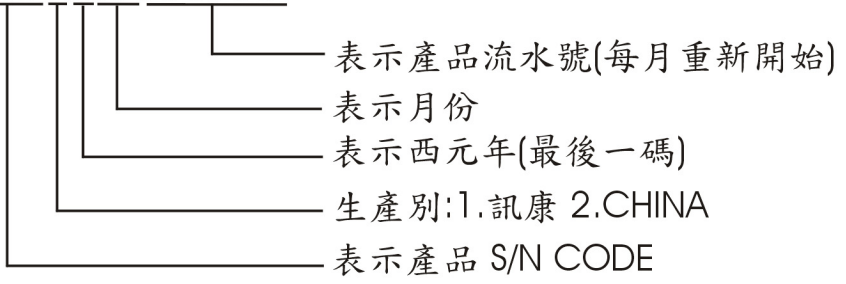 表示產品流水號(每月重新開始)
表示月份
表示西元年(最後一碼)
生產別:1.訊康 2.CHINA
表示產品 S/N CODE